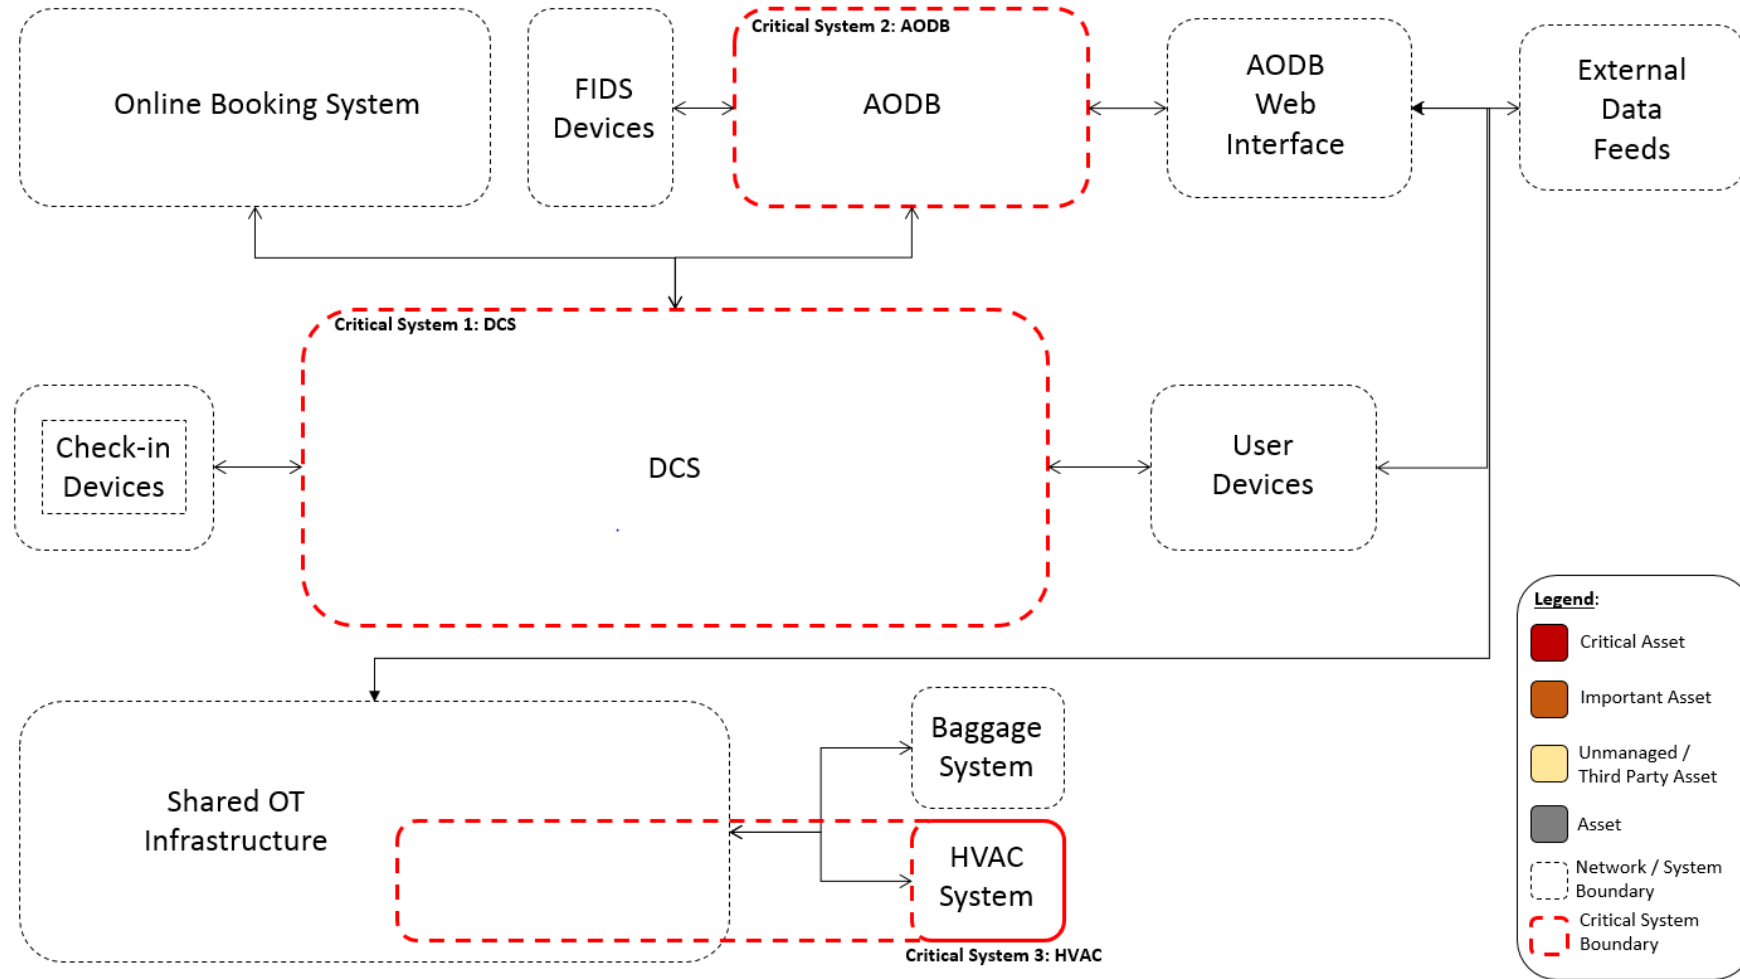 Critical System 2: AODB
Online Booking System
FIDS
Devices
AODB
AODB
Web
Interface
External
Data
Feeds
Critical System 1: DCS
Check-in
Devices
DCS
User
Devices
Shared OT
Infrastructure
Baggage
System
HVAC
System
Critical System 3: HVAC
Legend:
Critical Asset
Important Asset
Unmanaged /
Third Party Asset
Asset
Network / System
Boundary
Critical System
Boundary